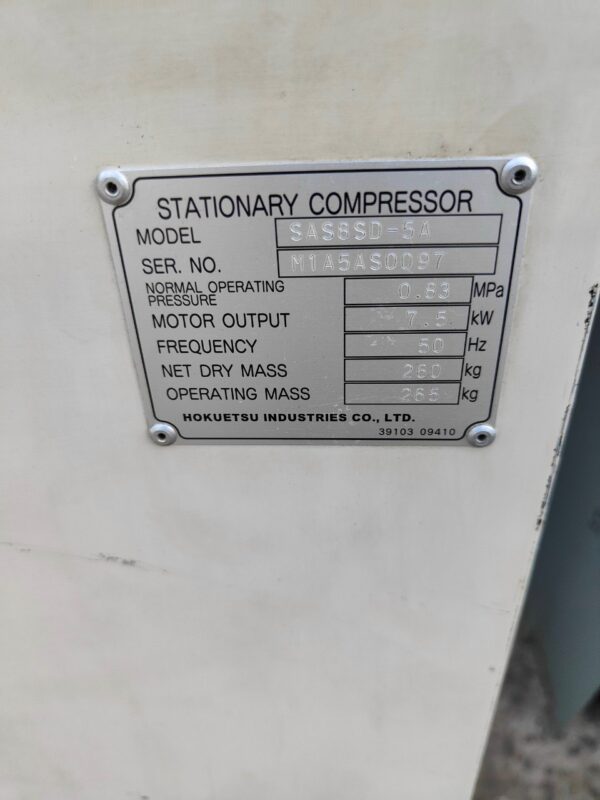 STATIONARY COMPRESSOR
MODEL SAS8SD-5A
SER. NO. M1A5AS0097
NORMAL OPERATING PRESSURE 0.83 MPa
MOTOR OUTPUT 7.5 kW
FREQUENCY 50 Hz
NET DRY MASS 260 kg
OPERATING MASS 265 kg
HOKUETSU INDUSTRIES CO., LTD.
39103 09410